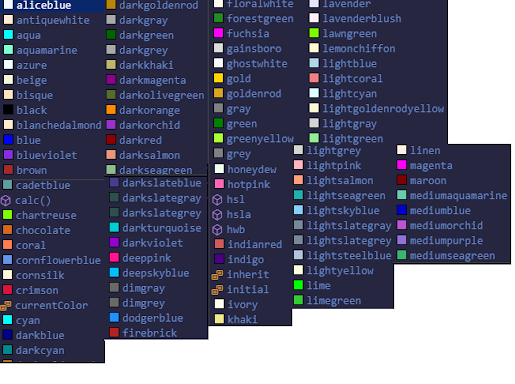 aliceblue
antiquewhite
aqua
aquamarine
azure
beige
bisque
black
blanchedalmond
blue
blueviolet
brown
cadetblue
calc()
chartreuse
chocolate
coral
cornflowerblue
cornsilk
crimson
currentColor
cyan
darkblue
darkcyan
darkgoldenrod
darkgray
darkgreen
darkgrey
darkkhaki
darkmagenta
darkolivegreen
darkorange
darkorchid
darkred
darksalmon
darkseagreen
darkslateblue
darkslategray
darkslategrey
darkturquoise
darkviolet
deeppink
deepskyblue
dimgray
dimgrey
dodgerblue
firebrick
floralwhite
forestgreen
fuchsia
gainsboro
ghostwhite
gold
goldenrod
gray
green
greenyellow
grey
honeydew
hotpink
hsl
hsla
hwb
indianred
indigo
inherit
initial
ivory
khaki
lavender
lavenderblush
lawngreen
lemonchiffon
lightblue
lightcoral
lightcyan
lightgoldenrodyellow
lightgray
lightgreen
lightgrey
lightpink
lightsalmon
lightseagreen
lightskyblue
lightslategray
lightslategrey
lightsteelblue
lightyellow
lime
limegreen
linen
magenta
maroon
mediumaquamarine
mediumblue
mediumorchid
mediumpurple
mediumseagreen